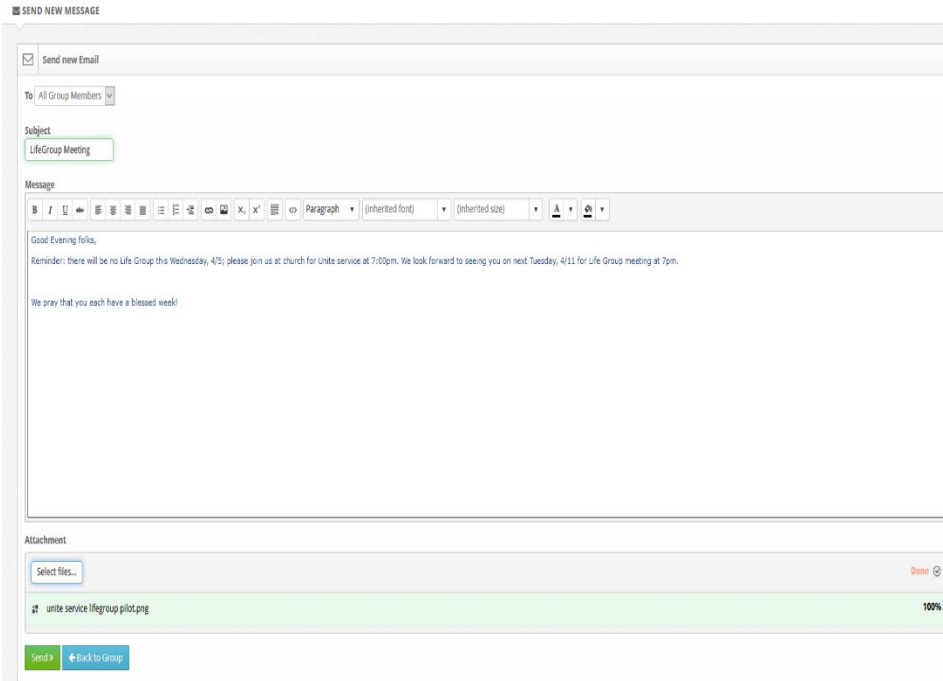 SEND NEW MESSAGE
Send new Email
To All Group Members
Subject
LifeGroup Meeting
Message
B I U abc Paragraph (inherited font) (inherited size) A
Good Evening folks,
Reminder: there will be no Life Group this Wednesday, 4/5; please join us at church for Unite service at 7:00pm. We look forward to seeing you on next Tuesday, 4/11 for Life Group meeting at 7pm.
We pray that you each have a blessed week!
Attachment
Select files... Done
unite service lifegroup pilot.png 100%
Send » Back to Group